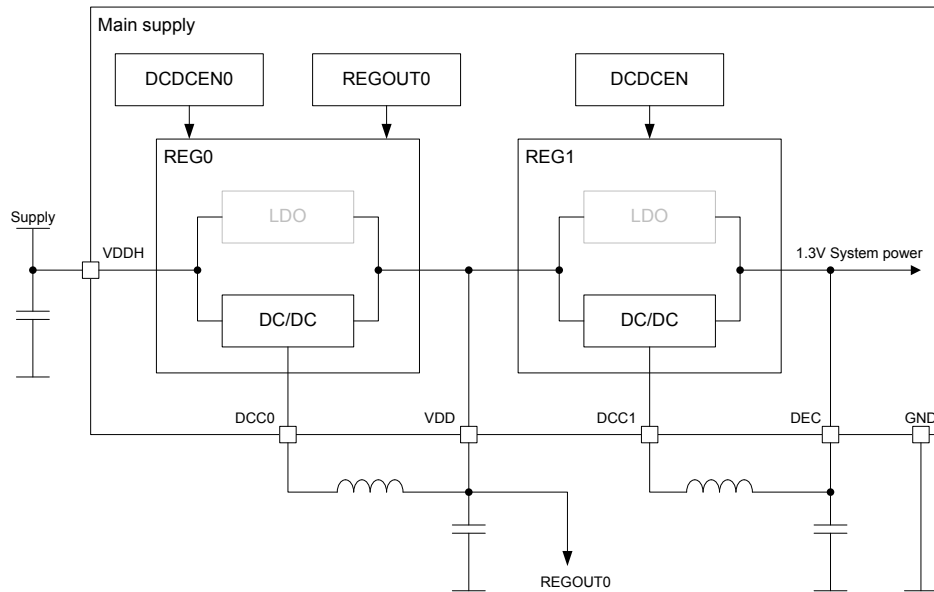 Main supply
DCDCEN0
REGOUT0
DCDCEN
REG0
REG1
LDO
LDO
Supply
VDDH
1.3V System power
DC/DC
DC/DC
DCC0
VDD
DCC1
DEC
GND
REGOUT0